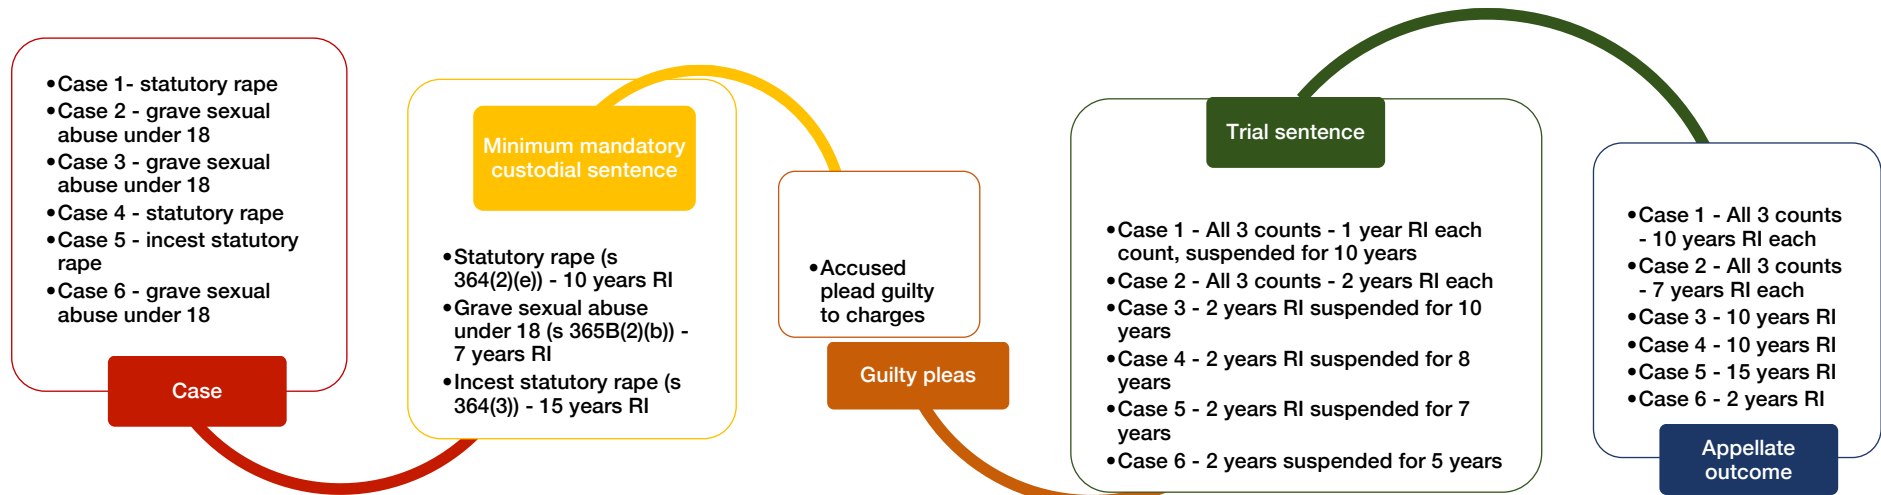 •Case 1- statutory rape
•Case 2 - grave sexual
abuse under 18
•Case 3 - grave sexual
abuse under 18
•Case 4 - statutory rape
•Case 5 - incest statutory
rape
•Case 6 - grave sexual
abuse under 18
Case
Minimum mandatory
custodial sentence
•Statutory rape (s
364(2)(e)) - 10 years RI
•Grave sexual abuse
under 18 (s 365B(2)(b)) -
7 years RI
•Incest statutory rape (s
364(3)) - 15 years RI
•Accused
plead guilty
to charges
Guilty pleas
Trial sentence
•Case 1 - All 3 counts - 1 year RI each
count, suspended for 10 years
•Case 2 - All 3 counts - 2 years RI each
•Case 3 - 2 years RI suspended for 10
years
•Case 4 - 2 years RI suspended for 8
years
•Case 5 - 2 years RI suspended for 7
years
•Case 6 - 2 years suspended for 5 years
•Case 1 - All 3 counts
- 10 years RI each
•Case 2 - All 3 counts
- 7 years RI each
•Case 3 - 10 years RI
•Case 4 - 10 years RI
•Case 5 - 15 years RI
•Case 6 - 2 years RI
Appellate
outcome